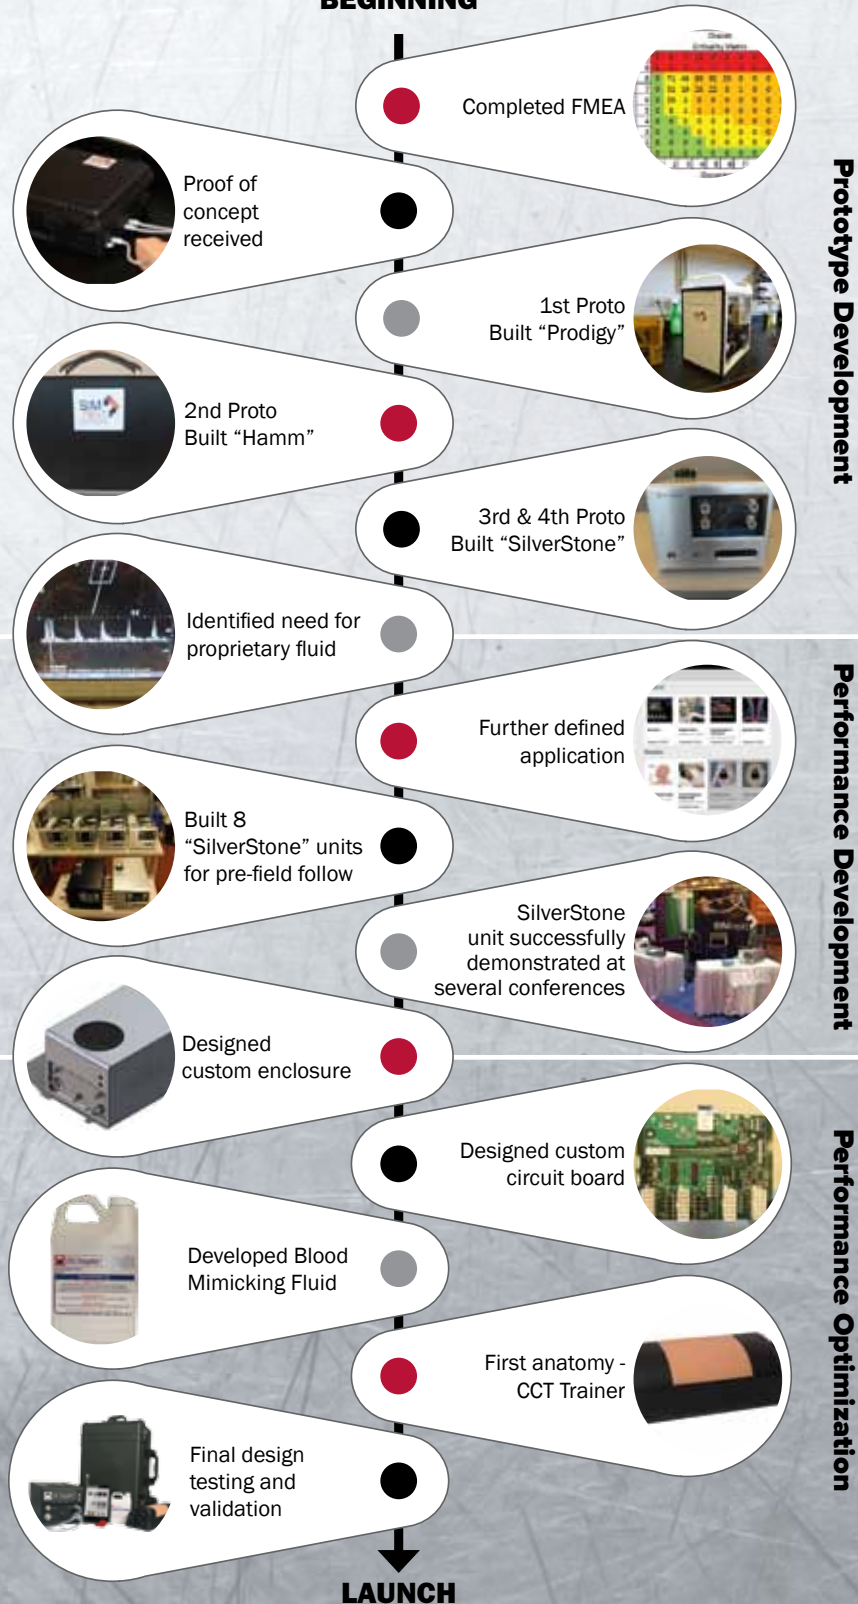 BEGINNING
Completed FMEA
Proof of
concept
received
1st Proto
Built “Prodigy”
2nd Proto
Built “Hamm”
3rd & 4th Proto
Built “SilverStone”
Identified need for
proprietary fluid
Prototype Development
Further defined
application
Built 8
“SilverStone” units
for pre-field follow
SilverStone
unit successfully
demonstrated at
several conferences
Designed
custom enclosure
Performance Development
Designed custom
circuit board
Developed Blood
Mimicking Fluid
First anatomy -
CCT Trainer
Final design
testing and
validation
Performance Optimization
LAUNCH